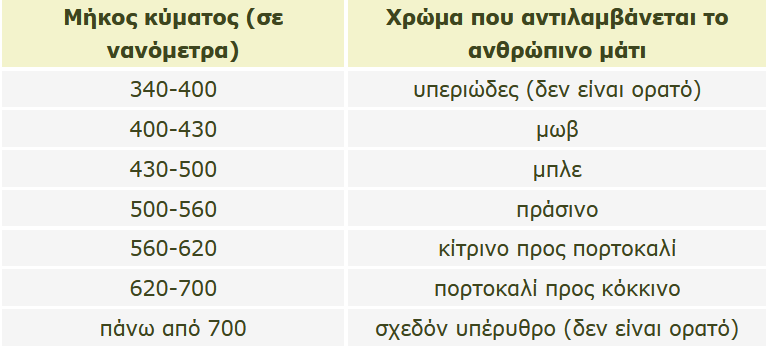 Μήκος κύματος (σε
νανόμετρα)
Χρώμα που αντιλαμβάνεται το
ανθρώπινο μάτι
340-400 υπεριώδες (δεν είναι ορατό)
400-430 μωβ
430-500 μπλε
500-560 πράσινο
560-620 κίτρινο προς πορτοκαλί
620-700 πορτοκαλί προς κόκκινο
πάνω από 700 σχεδόν υπέρυθρο (δεν είναι ορατό)